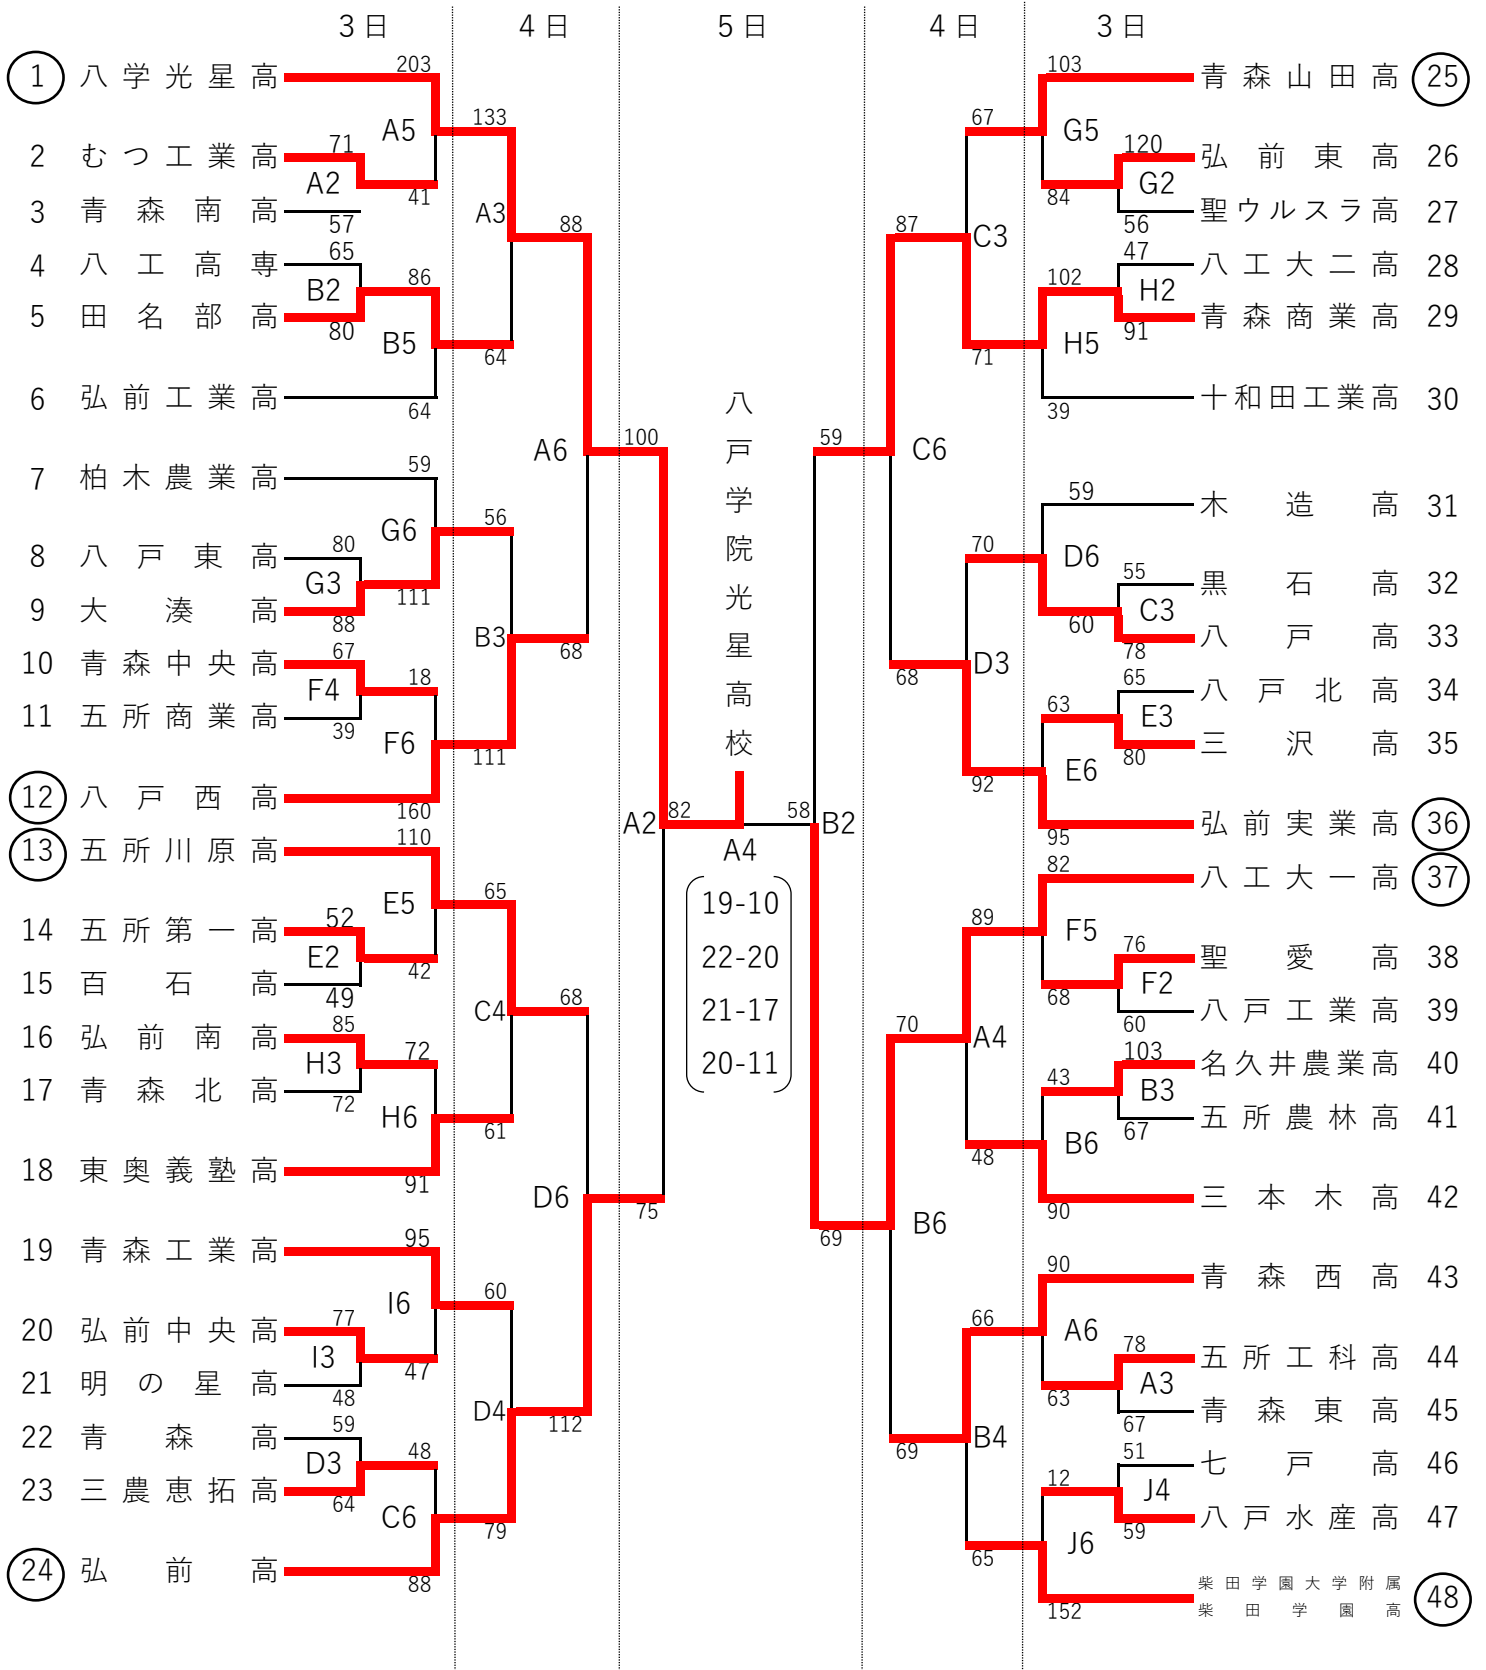 3日 4日 5日 4日 3日
1 八学光星高 203
A5 133
2 むつ工業高 71
A2 41
3 青森南高 57
A3 88
4 八工高専 65
B2 86
5 田名部高 80
B5 64
6 弘前工業高 64
A6 100
7 柏木農業高 59
G6 56
8 八戸東高 80
G3 111
9 大湊高 88
B3 68
10 青森中央高 67
F4 18
11 五所商業高 39
F6 111
12 八戸西高 160
A2 82
13 五所川原高 110
E5 65
14 五所第一高 52
E2 42
15 百石高 49
C4 68
16 弘前南高 85
H3 72
17 青森北高 72
H6 61
18 東奥義塾高 91
D6 75
19 青森工業高 95
I6 60
20 弘前中央高 77
I3 47
21 明の星高 48
D4 112
22 青森高 59
D3 48
23 三農恵拓高 64
C6 79
24 弘前高 88
八戸学院光星高校
A4
19-10
22-20
21-17
20-11
103 青森山田高 25
67 G5
120 弘前東高 26
84 G2
56 聖ウルスラ高 27
87 C3
47 八工大二高 28
102 H2
91 青森商業高 29
71 H5
39 十和田工業高 30
59 C6
59 木造高 31
70 D6
55 黒石高 32
60 C3
78 八戸高 33
68 D3
65 八戸北高 34
63 E3
80 三沢高 35
92 E6
95 弘前実業高 36
58 B2
82 八工大一高 37
89 F5
76 聖愛高 38
68 F2
60 八戸工業高 39
70 A4
103 名久井農業高 40
43 B3
67 五所農林高 41
48 B6
90 三本木高 42
69 B6
90 青森西高 43
66 A6
78 五所工科高 44
63 A3
67 青森東高 45
69 B4
51 七戸高 46
12 J4
59 八戸水産高 47
65 J6
152 柴田学園大学附属
柴田学園高 48